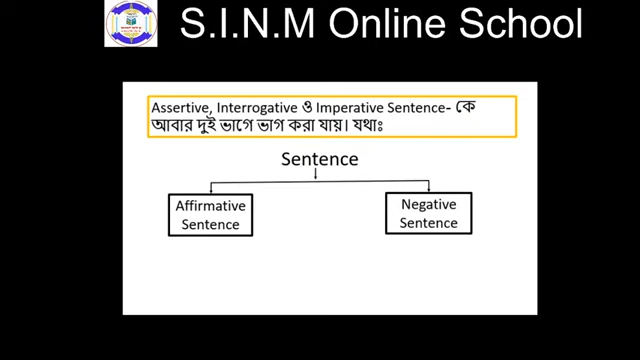 S.I.N.M Online School
Assertive, Interrogative ও Imperative Sentence- কে
আবার দুই ভাগে ভাগ করা যায়। যথাঃ
Sentence
Affirmative
Sentence
Negative
Sentence